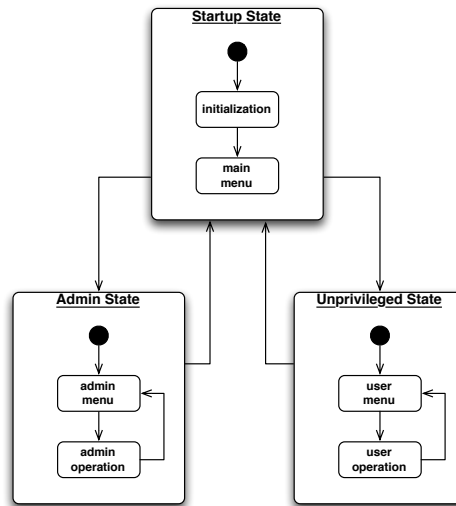 Startup State
initialization
main
menu
Admin State
admin
menu
admin
operation
Unprivileged State
user
menu
user
operation